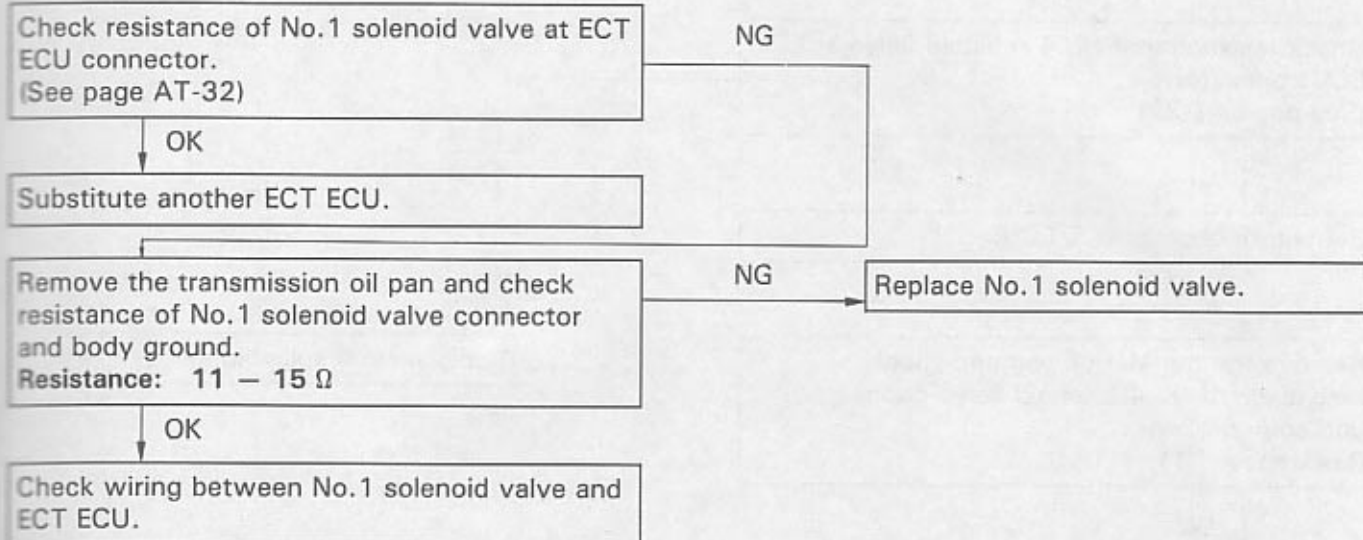 Check resistance of No.1 solenoid valve at ECT
ECU connector.
(See page AT-32)
NG
OK
Substitute another ECT ECU.
Remove the transmission oil pan and check
resistance of No.1 solenoid valve connector
and body ground.
Resistance: 11 — 15 Ω
NG
Replace No.1 solenoid valve.
OK
Check wiring between No.1 solenoid valve and
ECT ECU.